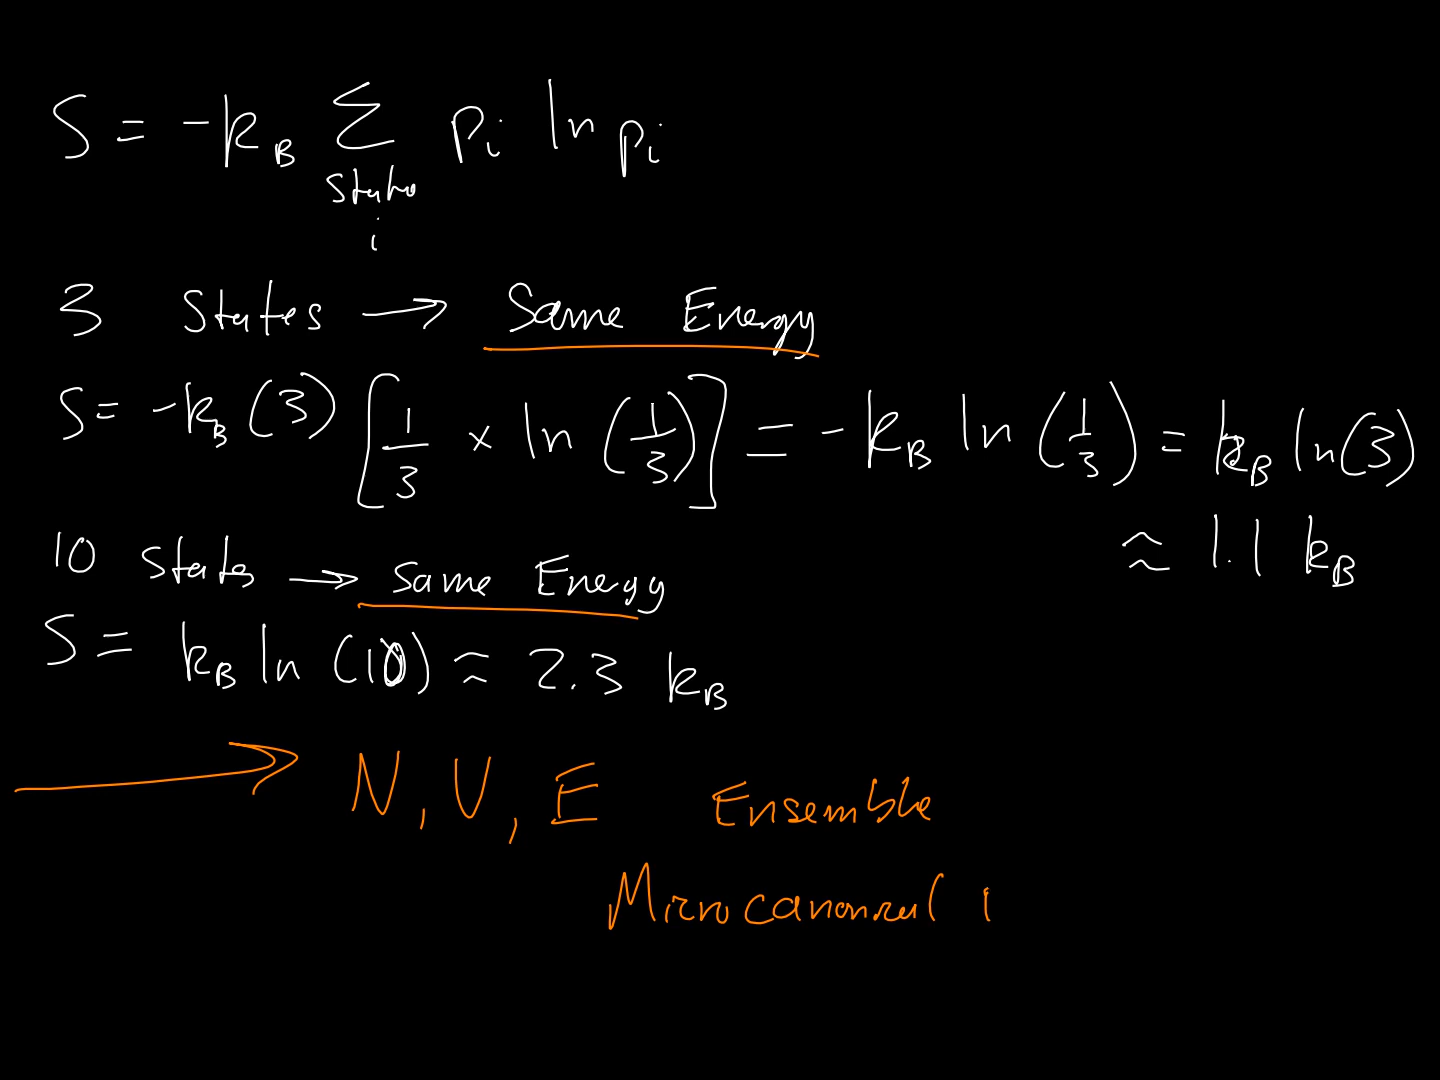 S = -k_B Σ p_i ln p_i
states
i
3 States → Same Energy
S = -k_B (3) [1/3 × ln (1/3)] = -k_B ln (1/3) = k_B ln(3)
≈ 1.1 k_B
10 states → same Energy
S = k_B ln (10) ≈ 2.3 k_B
→ N, V, E Ensemble
Microcanonical